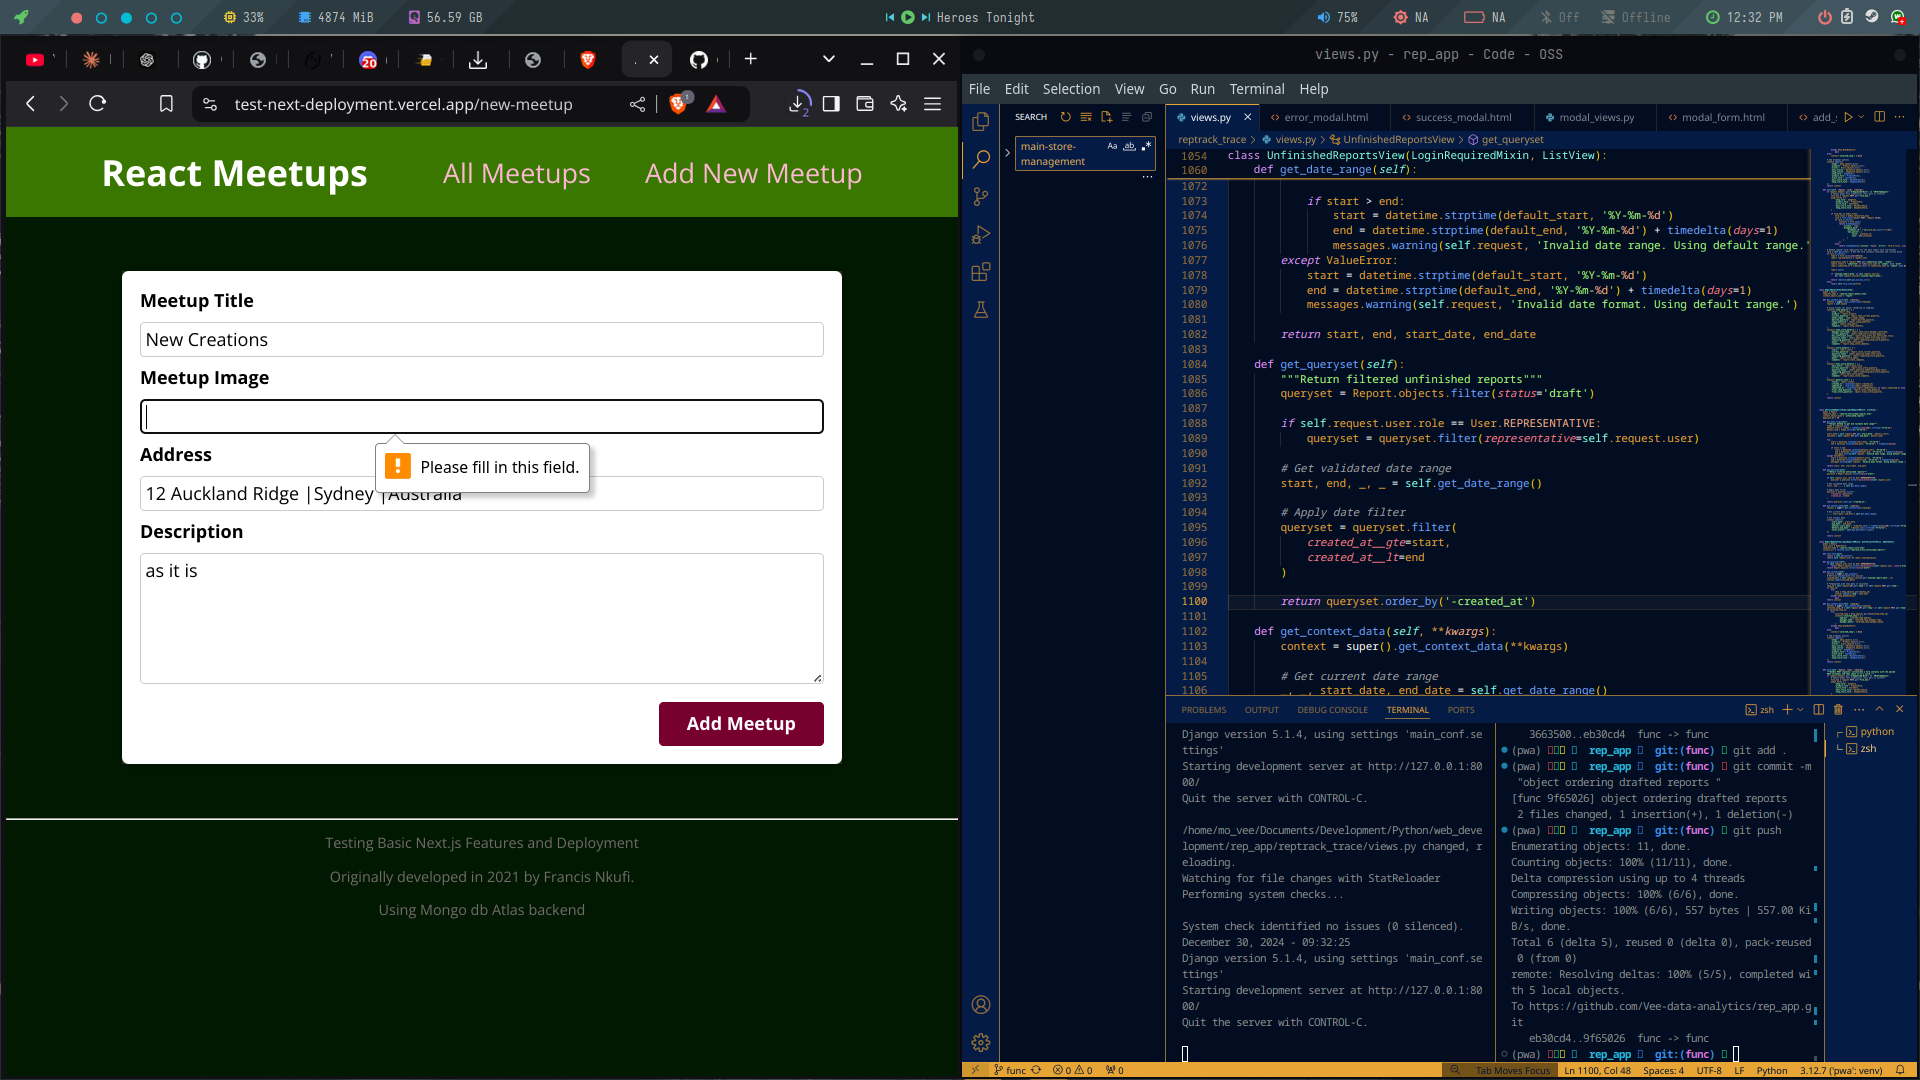 33%
4874 MiB
56.59 GB
Heroes Tonight
75%
NA
NA
Off
Offline
12:32 PM
20
test-next-deployment.vercel.app/new-meetup
1
2
React Meetups
All Meetups
Add New Meetup
Meetup Title
New Creations
Meetup Image
Please fill in this field.
Address
12 Auckland Ridge |Sydney |Australia
Description
as it is
Add Meetup
Testing Basic Next.js Features and Deployment
Originally developed in 2021 by Francis Nkufi.
Using Mongo db Atlas backend
views.py - rep_app - Code - OSS
File Edit Selection View Go Run Terminal Help
SEARCH
main-store-
management
Aa ab
views.py
error_modal.html
success_modal.html
modal_views.py
modal_form.html
add_
reptrack_trace > views.py > UnfinishedReportsView > get_queryset
1054 class UnfinishedReportsView(LoginRequiredMixin, ListView):
1060 def get_date_range(self):
1072
1073 if start > end:
1074 start = datetime.strptime(default_start, '%Y-%m-%d')
1075 end = datetime.strptime(default_end, '%Y-%m-%d') + timedelta(days=1)
1076 messages.warning(self.request, 'Invalid date range. Using default range.'
1077 except ValueError:
1078 start = datetime.strptime(default_start, '%Y-%m-%d')
1079 end = datetime.strptime(default_end, '%Y-%m-%d') + timedelta(days=1)
1080 messages.warning(self.request, 'Invalid date format. Using default range.')
1081
1082 return start, end, start_date, end_date
1083
1084 def get_queryset(self):
1085 """Return filtered unfinished reports"""
1086 queryset = Report.objects.filter(status='draft')
1087
1088 if self.request.user.role == User.REPRESENTATIVE:
1089 queryset = queryset.filter(representative=self.request.user)
1090
1091 # Get validated date range
1092 start, end, _, _ = self.get_date_range()
1093
1094 # Apply date filter
1095 queryset = queryset.filter(
1096 created_at__gte=start,
1097 created_at__lt=end
1098 )
1099
1100 return queryset.order_by('-created_at')
1101
1102 def get_context_data(self, **kwargs):
1103 context = super().get_context_data(**kwargs)
1104
1105 # Get current date range
1106 _, _, start_date, end_date = self.get_date_range()
PROBLEMS OUTPUT DEBUG CONSOLE TERMINAL PORTS
zsh
Django version 5.1.4, using settings 'main_conf.se
ttings'
Starting development server at http://127.0.0.1:80
00/
Quit the server with CONTROL-C.
/home/mo_vee/Documents/Development/Python/web_deve
lopment/rep_app/reptrack_trace/views.py changed, r
eloading.
Watching for file changes with StatReloader
Performing system checks...
System check identified no issues (0 silenced).
December 30, 2024 - 09:32:25
Django version 5.1.4, using settings 'main_conf.se
ttings'
Starting development server at http://127.0.0.1:80
00/
Quit the server with CONTROL-C.
3663500..eb30cd4 func -> func
(pwa) rep_app git:(func) git add .
(pwa) rep_app git:(func) git commit -m
"object ordering drafted reports "
[func 9f65026] object ordering drafted reports
2 files changed, 1 insertion(+), 1 deletion(-)
(pwa) rep_app git:(func) git push
Enumerating objects: 11, done.
Counting objects: 100% (11/11), done.
Delta compression using up to 4 threads
Compressing objects: 100% (6/6), done.
Writing objects: 100% (6/6), 557 bytes | 557.00 Ki
B/s, done.
Total 6 (delta 5), reused 0 (delta 0), pack-reused
0 (from 0)
remote: Resolving deltas: 100% (5/5), completed wi
th 5 local objects.
To https://github.com/Vee-data-analytics/rep_app.g
it
eb30cd4..9f65026 func -> func
(pwa) rep_app git:(func)
python
zsh
func
0 0
0
Tab Moves Focus
Ln 1100, Col 48
Spaces: 4
UTF-8
LF
Python
3.12.7 ('pwa': venv)